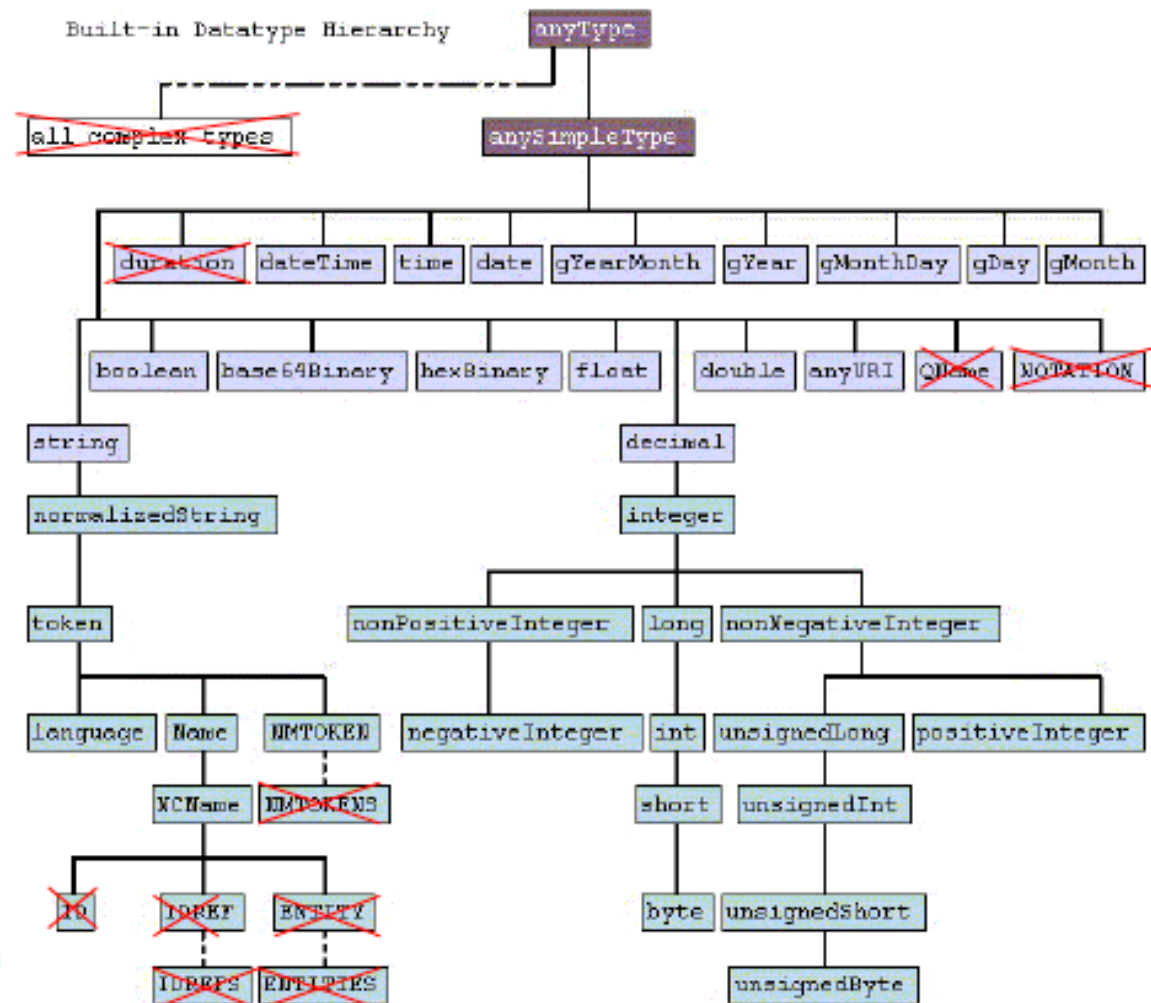 Built-in Datatype Hierarchy
anyType
all complex types
anySimpleType
duration
dateTime
time
date
gYearMonth
gYear
gMonthDay
gDay
gMonth
boolean
base64Binary
hexBinary
float
double
anyURI
QName
NOTATION
string
decimal
normalizedString
integer
token
nonPositiveInteger
long
nonNegativeInteger
language
Name
NMTOKEN
negativeInteger
int
unsignedLong
positiveInteger
NCName
NMTOKENS
short
unsignedInt
ID
IDREF
ENTITY
byte
unsignedShort
IDREFS
ENTITIES
unsignedByte